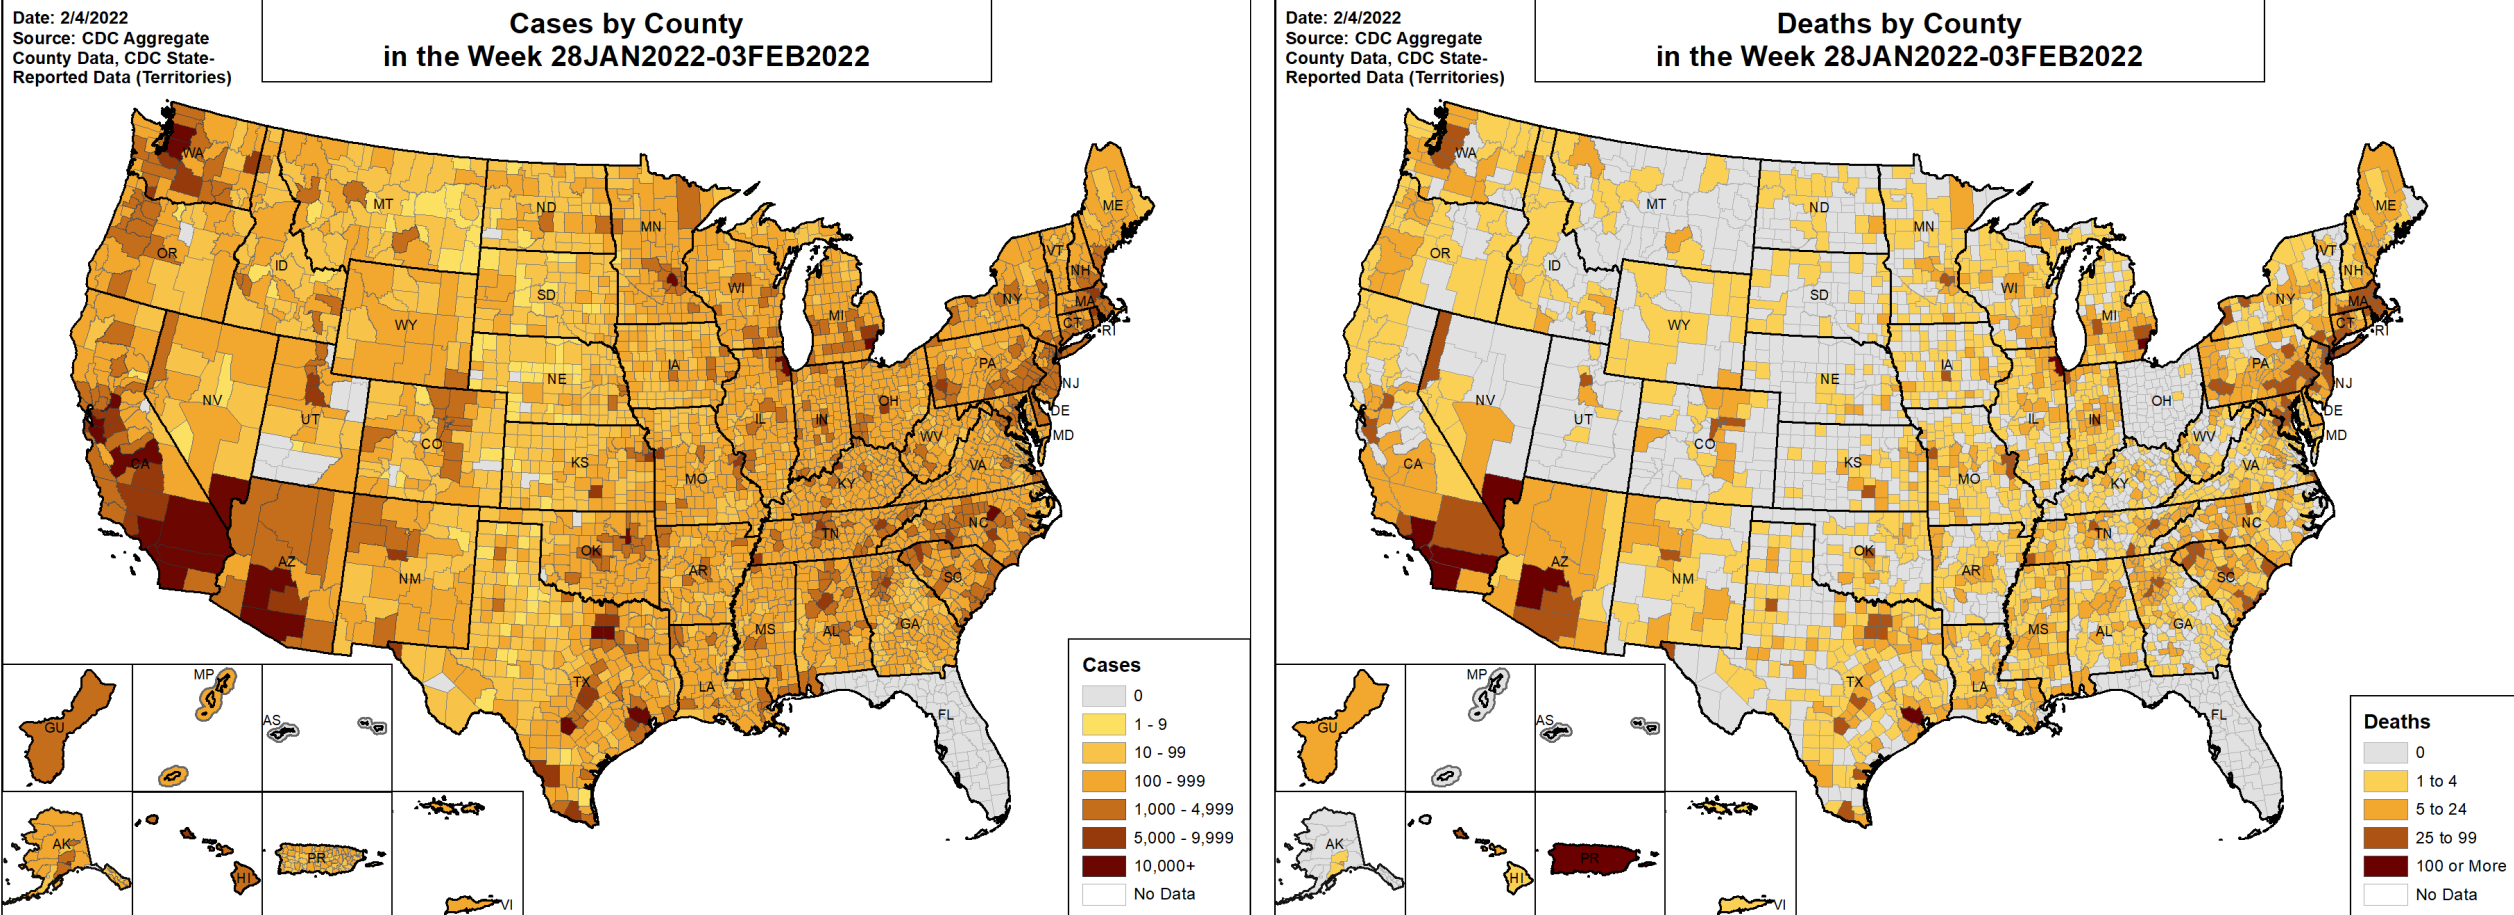 Date: 2/4/2022
Source: CDC Aggregate
County Data, CDC State-
Reported Data (Territories)
Cases by County
in the Week 28JAN2022-03FEB2022
WA
OR
CA
NV
ID
MT
WY
UT
AZ
CO
NM
ND
SD
NE
KS
OK
TX
MN
IA
MO
AR
LA
WI
IL
MI
IN
OH
KY
TN
MS
AL
GA
FL
SC
NC
VA
WV
PA
NY
VT
NH
ME
MA
CT
RI
NJ
DE
MD
GU
MP
AS
AK
HI
PR
VI
Cases
0
1 - 9
10 - 99
100 - 999
1,000 - 4,999
5,000 - 9,999
10,000+
No Data
Date: 2/4/2022
Source: CDC Aggregate
County Data, CDC State-
Reported Data (Territories)
Deaths by County
in the Week 28JAN2022-03FEB2022
WA
OR
CA
NV
ID
MT
WY
UT
AZ
CO
NM
ND
SD
NE
KS
OK
TX
MN
IA
MO
AR
LA
WI
IL
MI
IN
OH
KY
TN
MS
AL
GA
FL
SC
NC
VA
WV
PA
NY
VT
NH
ME
MA
CT
RI
NJ
DE
MD
GU
MP
AS
AK
HI
PR
VI
Deaths
0
1 to 4
5 to 24
25 to 99
100 or More
No Data